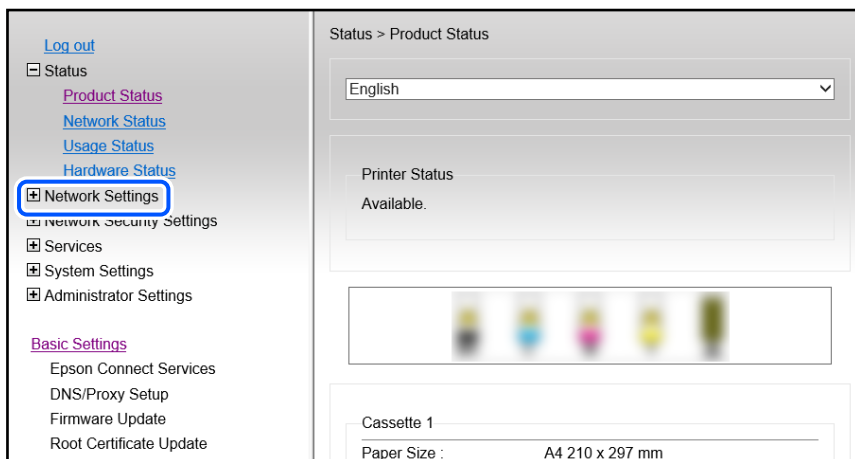 Log out
Status
Product Status
Network Status
Usage Status
Hardware Status
Network Settings
Network Security Settings
Services
System Settings
Administrator Settings
Basic Settings
Epson Connect Services
DNS/Proxy Setup
Firmware Update
Root Certificate Update
Status > Product Status
English
Printer Status
Available.
Cassette 1
Paper Size : A4 210 x 297 mm